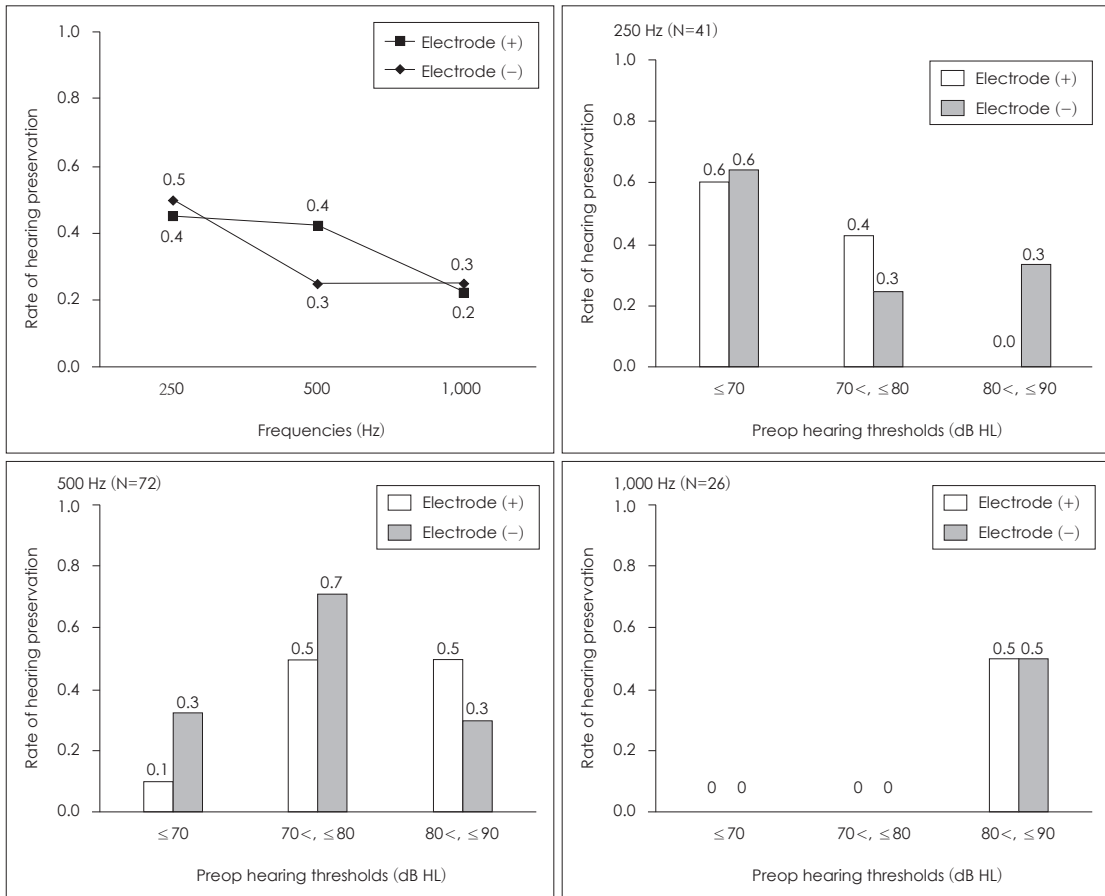 1.0
0.8
0.6
0.4
0.2
0.0
Rate of hearing preservation
Electrode (+)
Electrode (−)
0.5
0.4
0.4
0.3
0.3
0.2
250 500 1,000
Frequencies (Hz)
250 Hz (N=41)
1.0
0.8
0.6
0.4
0.2
0.0
Rate of hearing preservation
Electrode (+)
Electrode (−)
0.6 0.6
0.4
0.3
0.0
0.3
≤70 70<, ≤80 80<, ≤90
Preop hearing thresholds (dB HL)
500 Hz (N=72)
1.0
0.8
0.6
0.4
0.2
0.0
Rate of hearing preservation
Electrode (+)
Electrode (−)
0.1
0.3
0.5
0.7
0.5
0.3
≤70 70<, ≤80 80<, ≤90
Preop hearing thresholds (dB HL)
1,000 Hz (N=26)
1.0
0.8
0.6
0.4
0.2
0.0
Rate of hearing preservation
Electrode (+)
Electrode (−)
0 0 0 0
0.5 0.5
≤70 70<, ≤80 80<, ≤90
Preop hearing thresholds (dB HL)